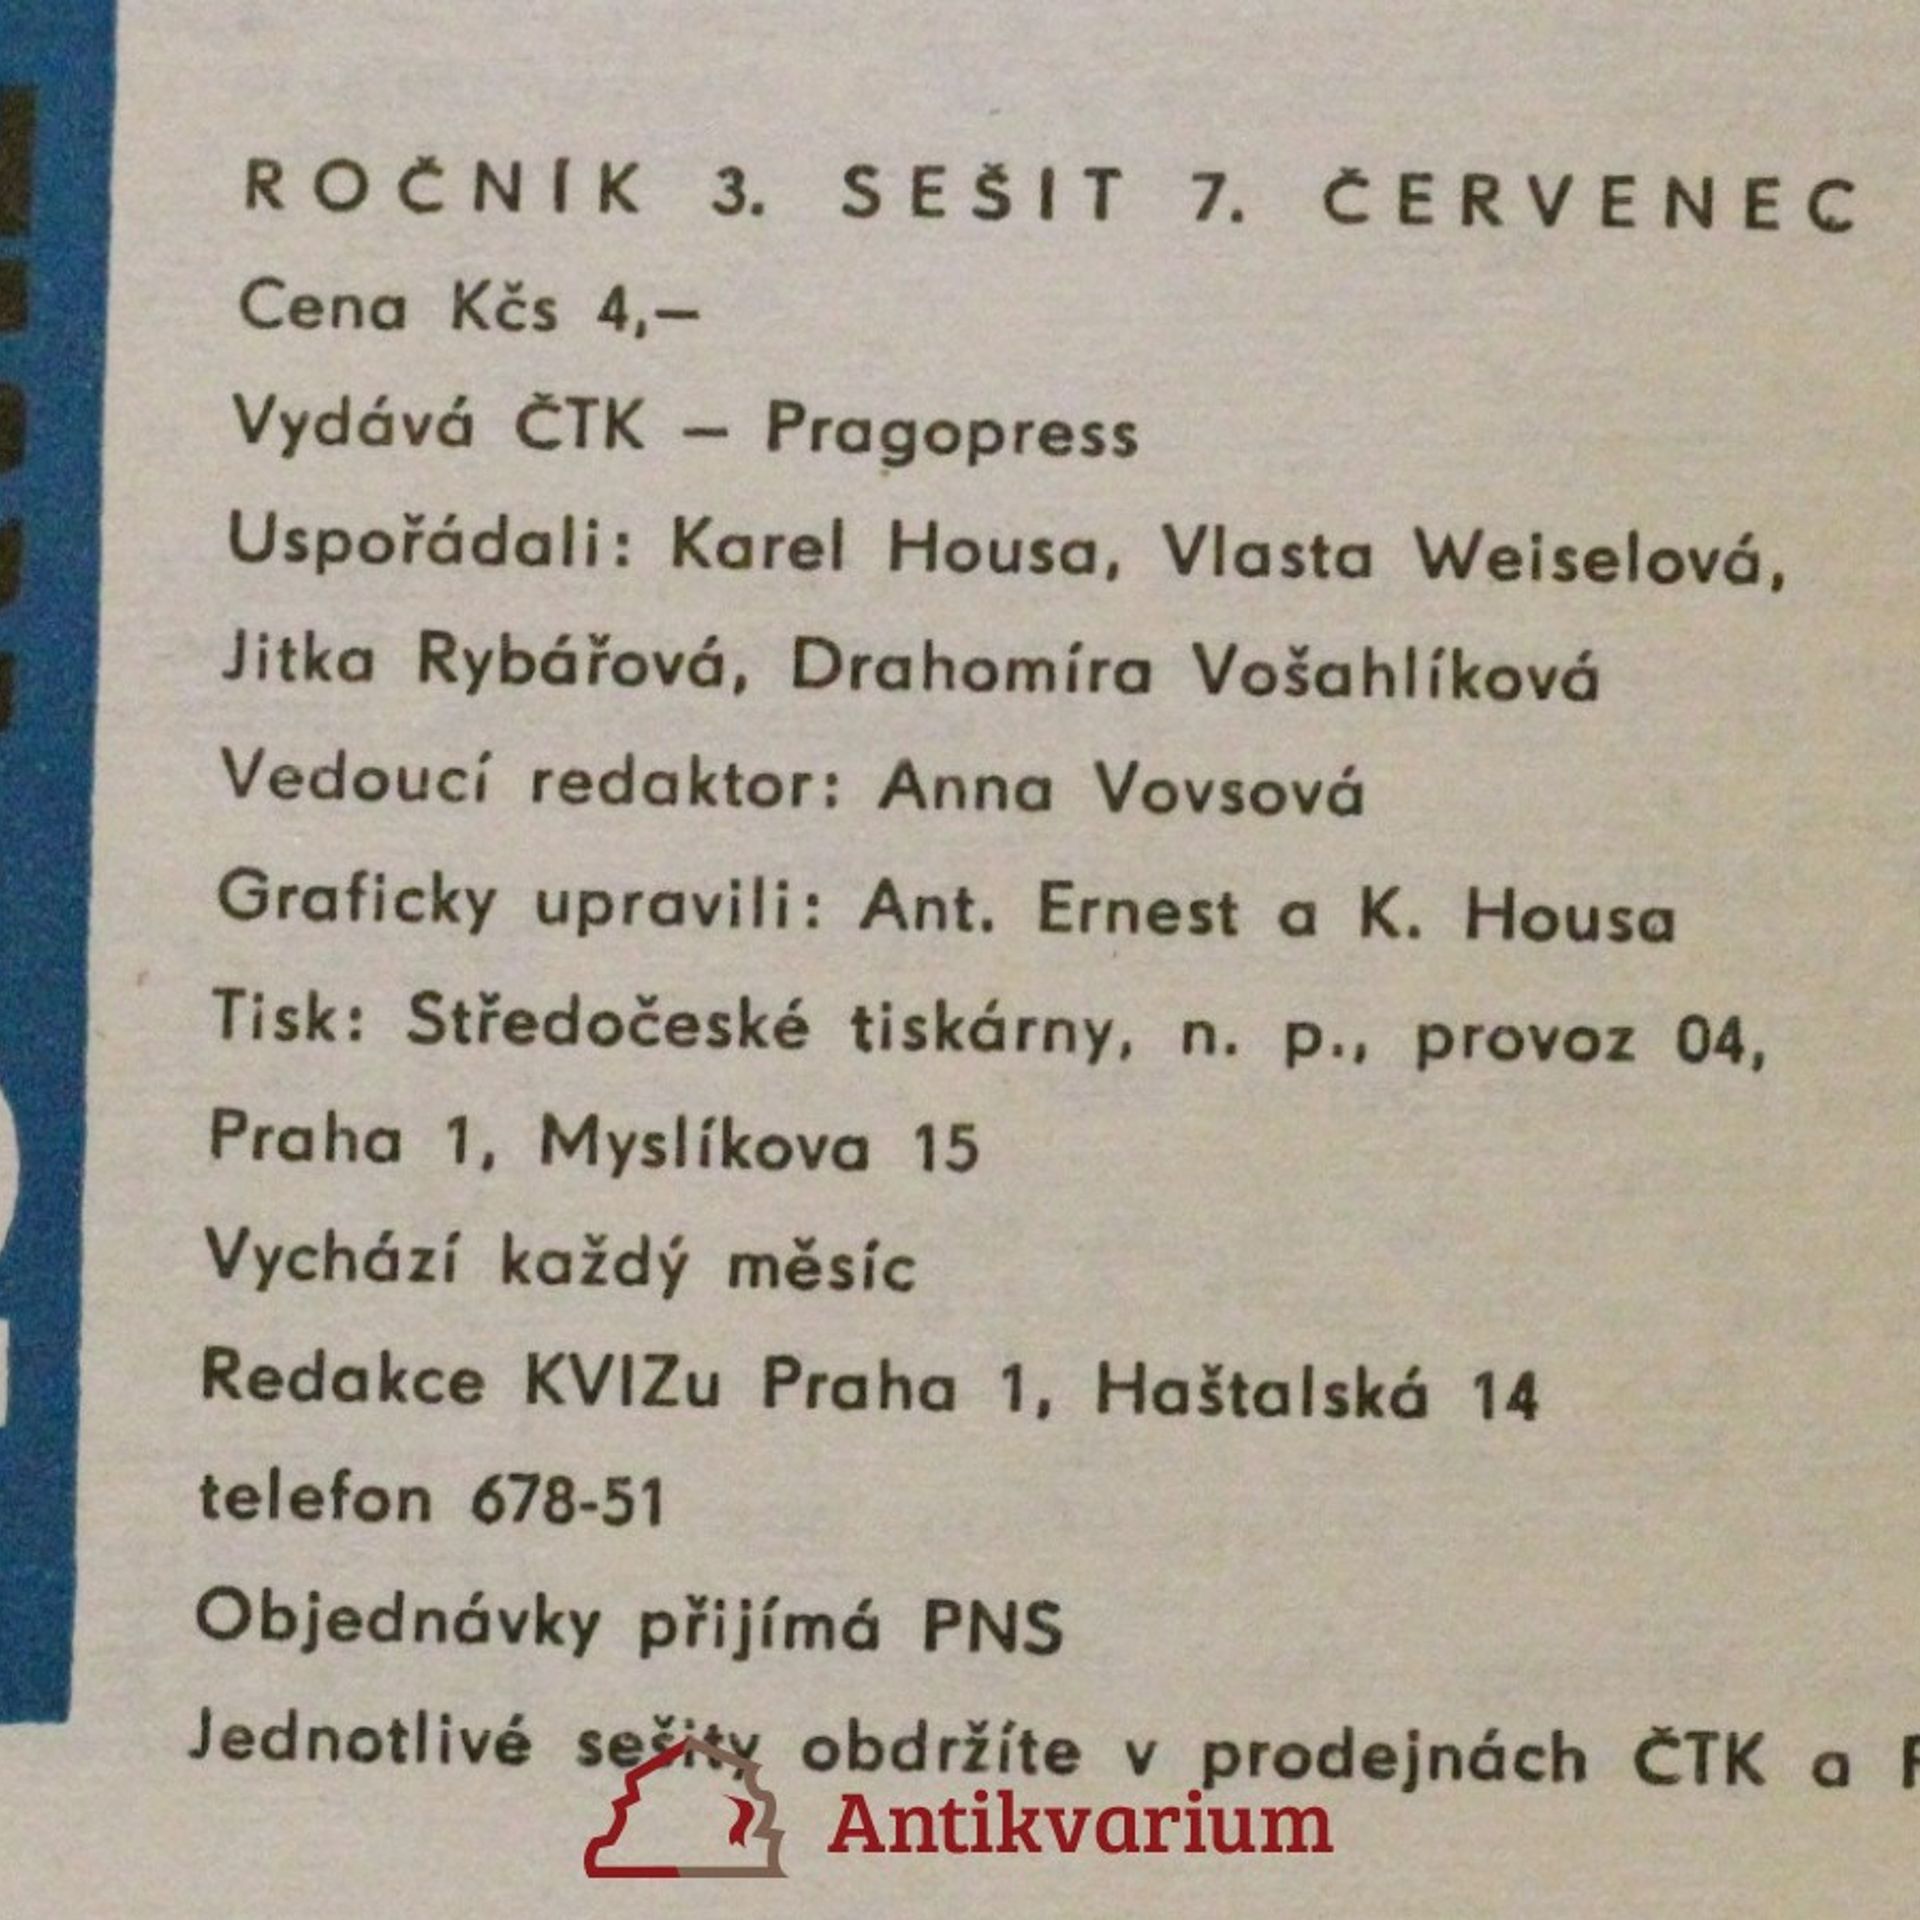 ROČNÍK 3. SEŠIT 7. ČERVENEC
Cena Kčs 4,—
Vydává ČTK — Pragopress
Uspořádali: Karel Housa, Vlasta Weiselová,
Jitka Rybářová, Drahomíra Vošahlíková
Vedoucí redaktor: Anna Vovsová
Graficky upravili: Ant. Ernest a K. Housa
Tisk: Středočeské tiskárny, n. p., provoz 04,
Praha 1, Myslíkova 15
Vychází každý měsíc
Redakce KVIZu Praha 1, Haštalská 14
telefon 678-51
Objednávky přijímá PNS
Jednotlivé sešity obdržíte v prodejnách ČTK a
Antikvarium